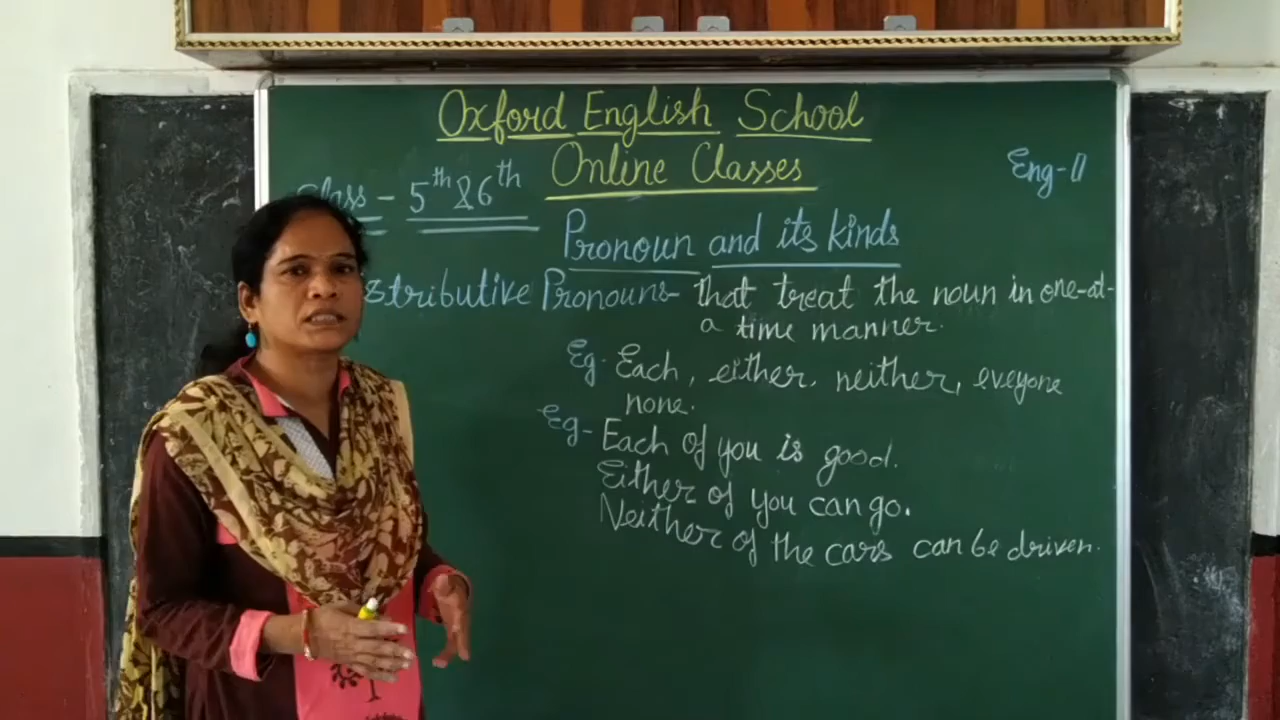 Oxford English School
Online Classes
Class - 5th & 6th
Eng-II
Pronoun and its kinds
stributive Pronouns- that treat the noun in one-at-
a time manner.
Eg. Each, either, neither, eveyone
none.
Eg- Each of you is good.
Either of you can go.
Neither of the cars can be driven.